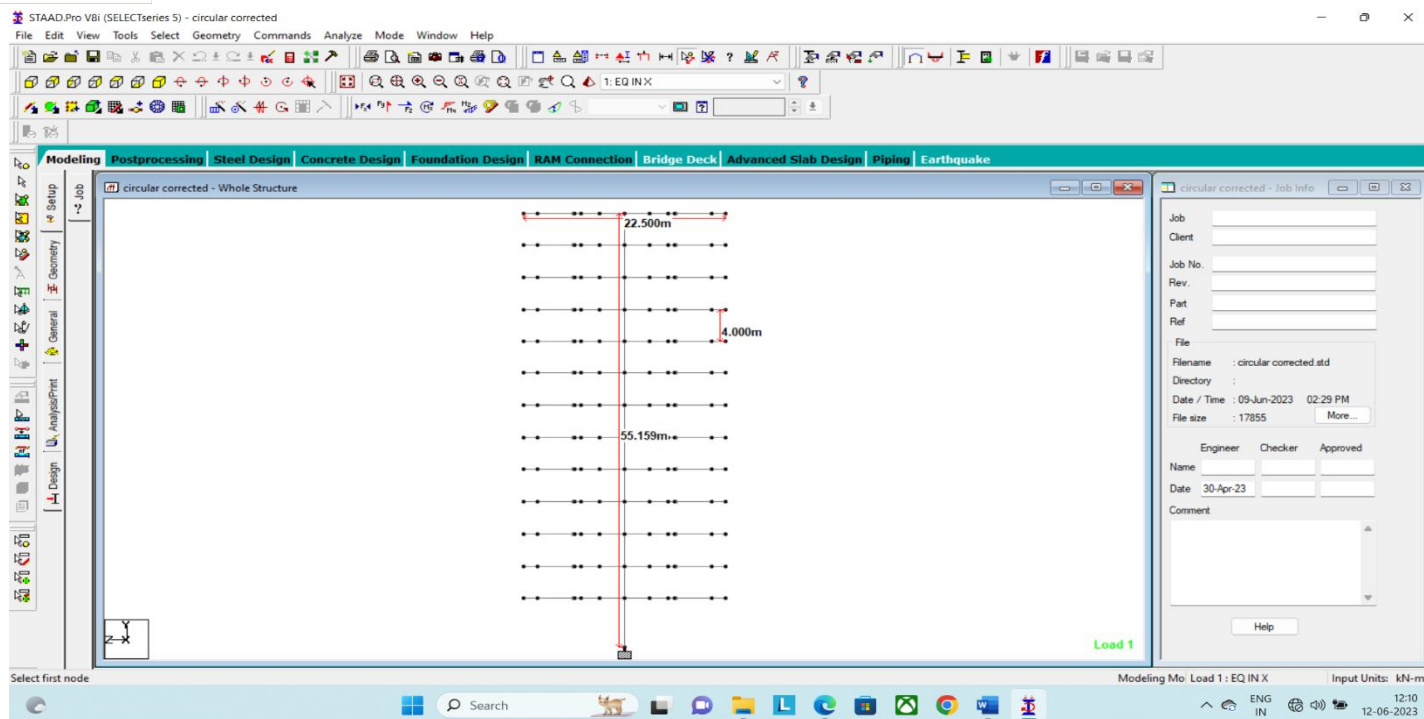 STAAD.Pro V8i (SELECTseries 5) - circular corrected
File Edit View Tools Select Geometry Commands Analyze Mode Window Help
1: EQ IN X
Modeling Postprocessing Steel Design Concrete Design Foundation Design RAM Connection Bridge Deck Advanced Slab Design Piping Earthquake
Setup
Geometry
General
Analysis/Print
Design
Job
circular corrected - Whole Structure
22.500m
4.000m
55.159m
Y
Z X
Load 1
circular corrected - Job Info
Job
Client
Job No.
Rev.
Part
Ref
File
Filename : circular corrected.std
Directory :
Date / Time : 09-Jun-2023 02:29 PM
File size : 17855 More...
Engineer Checker Approved
Name
Date 30-Apr-23
Comment
Help
Select first node
Modeling Mo Load 1 : EQ IN X Input Units: kN-m
Search
ENG
IN
12:10
12-06-2023